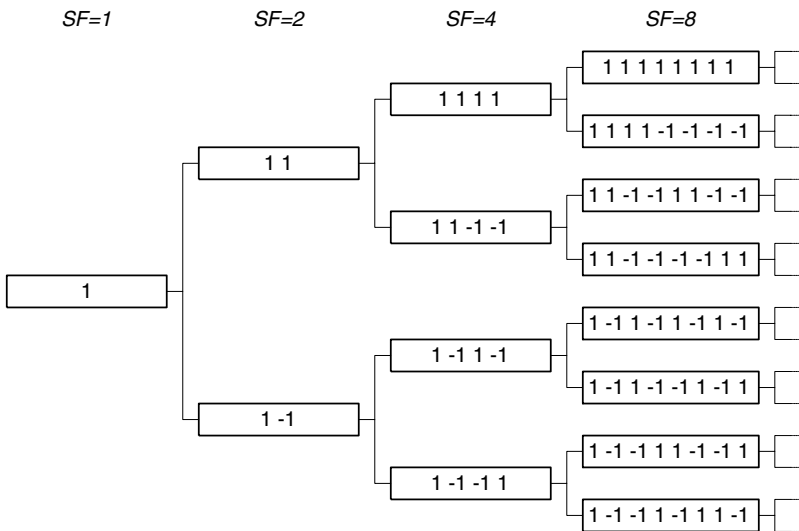 SF=1 SF=2 SF=4 SF=8
1 1 1 1 1 1 1 1
1 1 1 1
1 1 1 1 -1 -1 -1 -1
1 1
1 1 -1 -1 1 1 -1 -1
1 1 -1 -1
1 1 -1 -1 -1 -1 1 1
1
1 -1 1 -1 1 -1 1 -1
1 -1 1 -1
1 -1 1 -1 -1 1 -1 1
1 -1
1 -1 -1 1 1 -1 -1 1
1 -1 -1 1
1 -1 -1 1 -1 1 1 -1